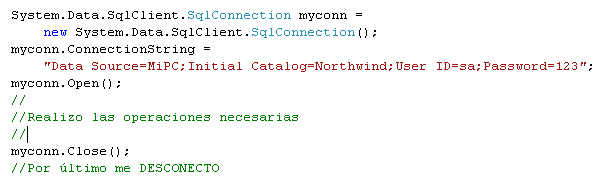 System.Data.SqlClient.SqlConnection myconn =
    new System.Data.SqlClient.SqlConnection();
myconn.ConnectionString =
    "Data Source=MiPC;Initial Catalog=Northwind;User ID=sa;Password=123";
myconn.Open();
//
//Realizo las operaciones necesarias
//
myconn.Close();
//Por último me DESCONECTO